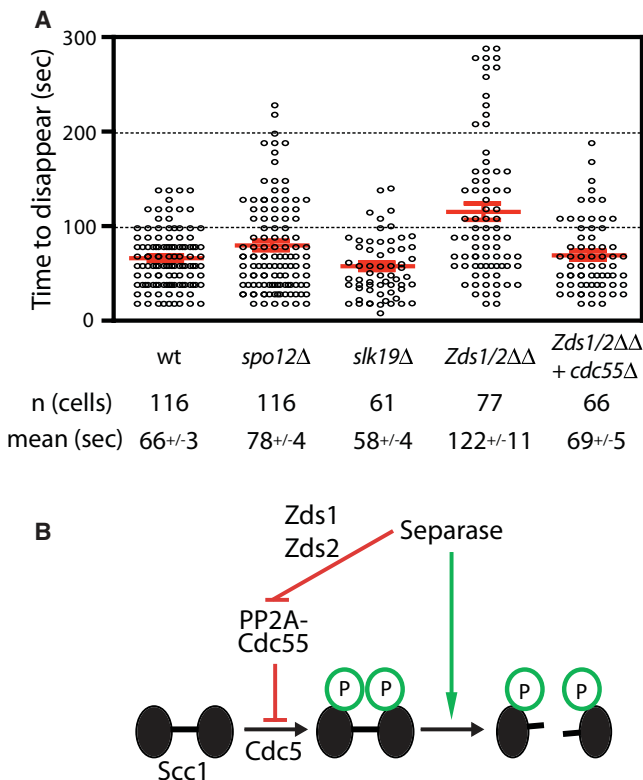 A
Time to disappear (sec)
300
200
100
0
wt
spo12Δ
slk19Δ
Zds1/2ΔΔ
Zds1/2ΔΔ
+ cdc55Δ
n (cells) 116 116 61 77 66
mean (sec) 66+/-3 78+/-4 58+/-4 122+/-11 69+/-5
B
Zds1
Zds2
Separase
PP2A-
Cdc55
P P P P
Cdc5
Scc1